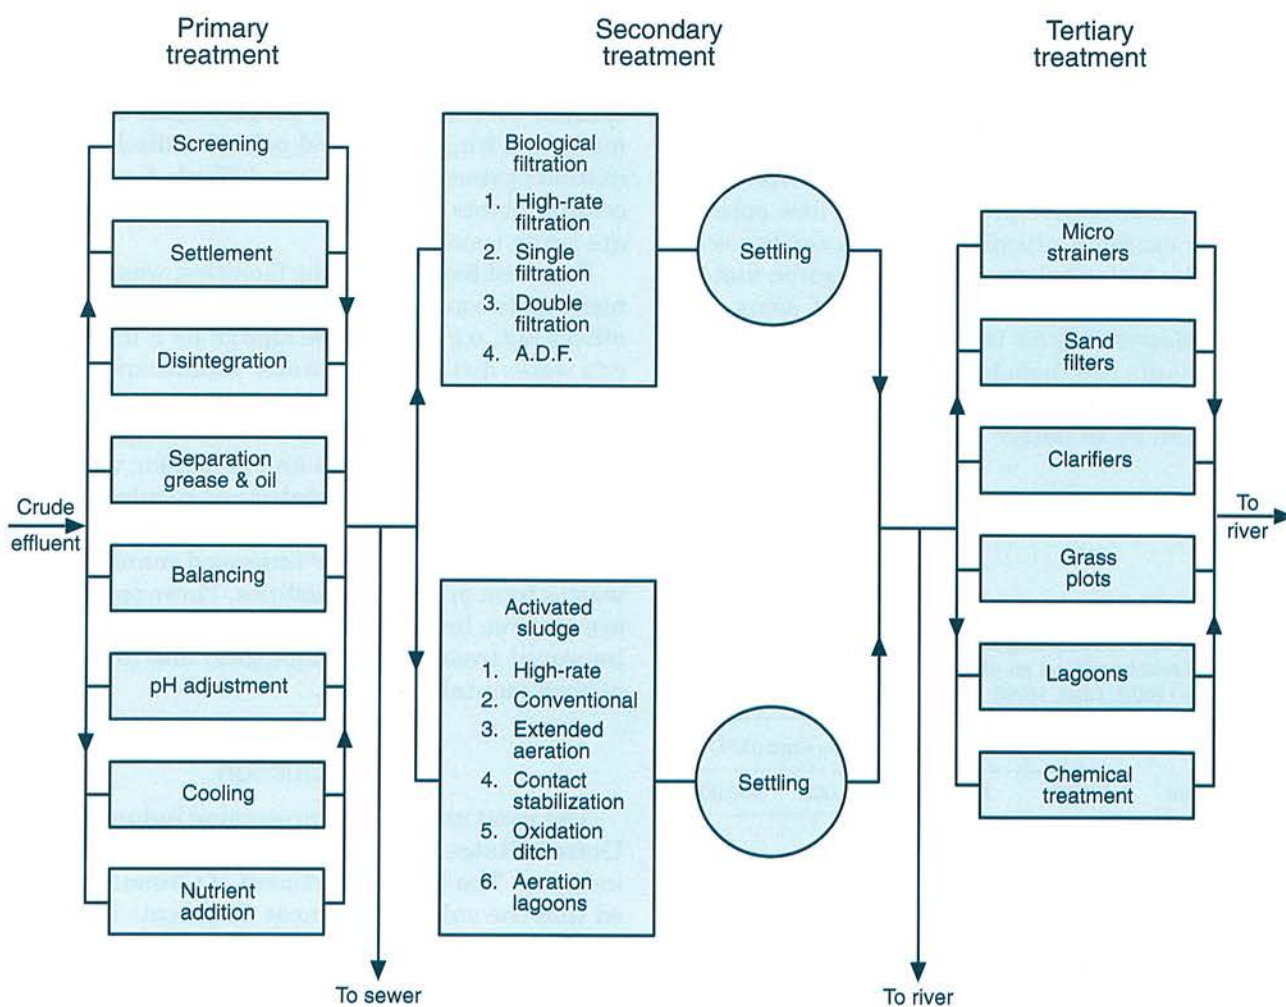 Primary
treatment
Secondary
treatment
Tertiary
treatment
Crude
effluent
Screening
Settlement
Disintegration
Separation
grease & oil
Balancing
pH adjustment
Cooling
Nutrient
addition
To sewer
Biological
filtration
1. High-rate
filtration
2. Single
filtration
3. Double
filtration
4. A.D.F.
Settling
Activated
sludge
1. High-rate
2. Conventional
3. Extended
aeration
4. Contact
stabilization
5. Oxidation
ditch
6. Aeration
lagoons
Settling
To river
Micro
strainers
Sand
filters
Clarifiers
Grass
plots
Lagoons
Chemical
treatment
To
river